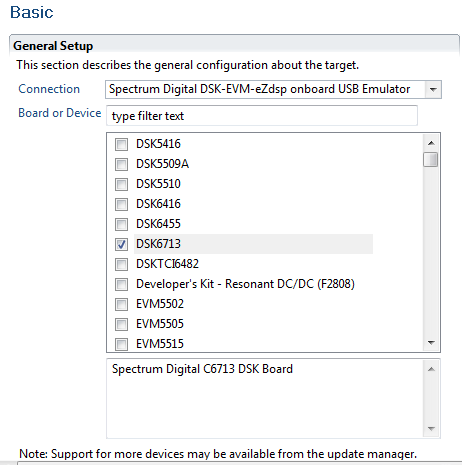 Basic
General Setup
This section describes the general configuration about the target.
Connection Spectrum Digital DSK-EVM-eZdsp onboard USB Emulator
Board or Device type filter text
DSK5416
DSK5509A
DSK5510
DSK6416
DSK6455
DSK6713
DSKTCI6482
Developer's Kit - Resonant DC/DC (F2808)
EVM5502
EVM5505
EVM5515
Spectrum Digital C6713 DSK Board
Note: Support for more devices may be available from the update manager.